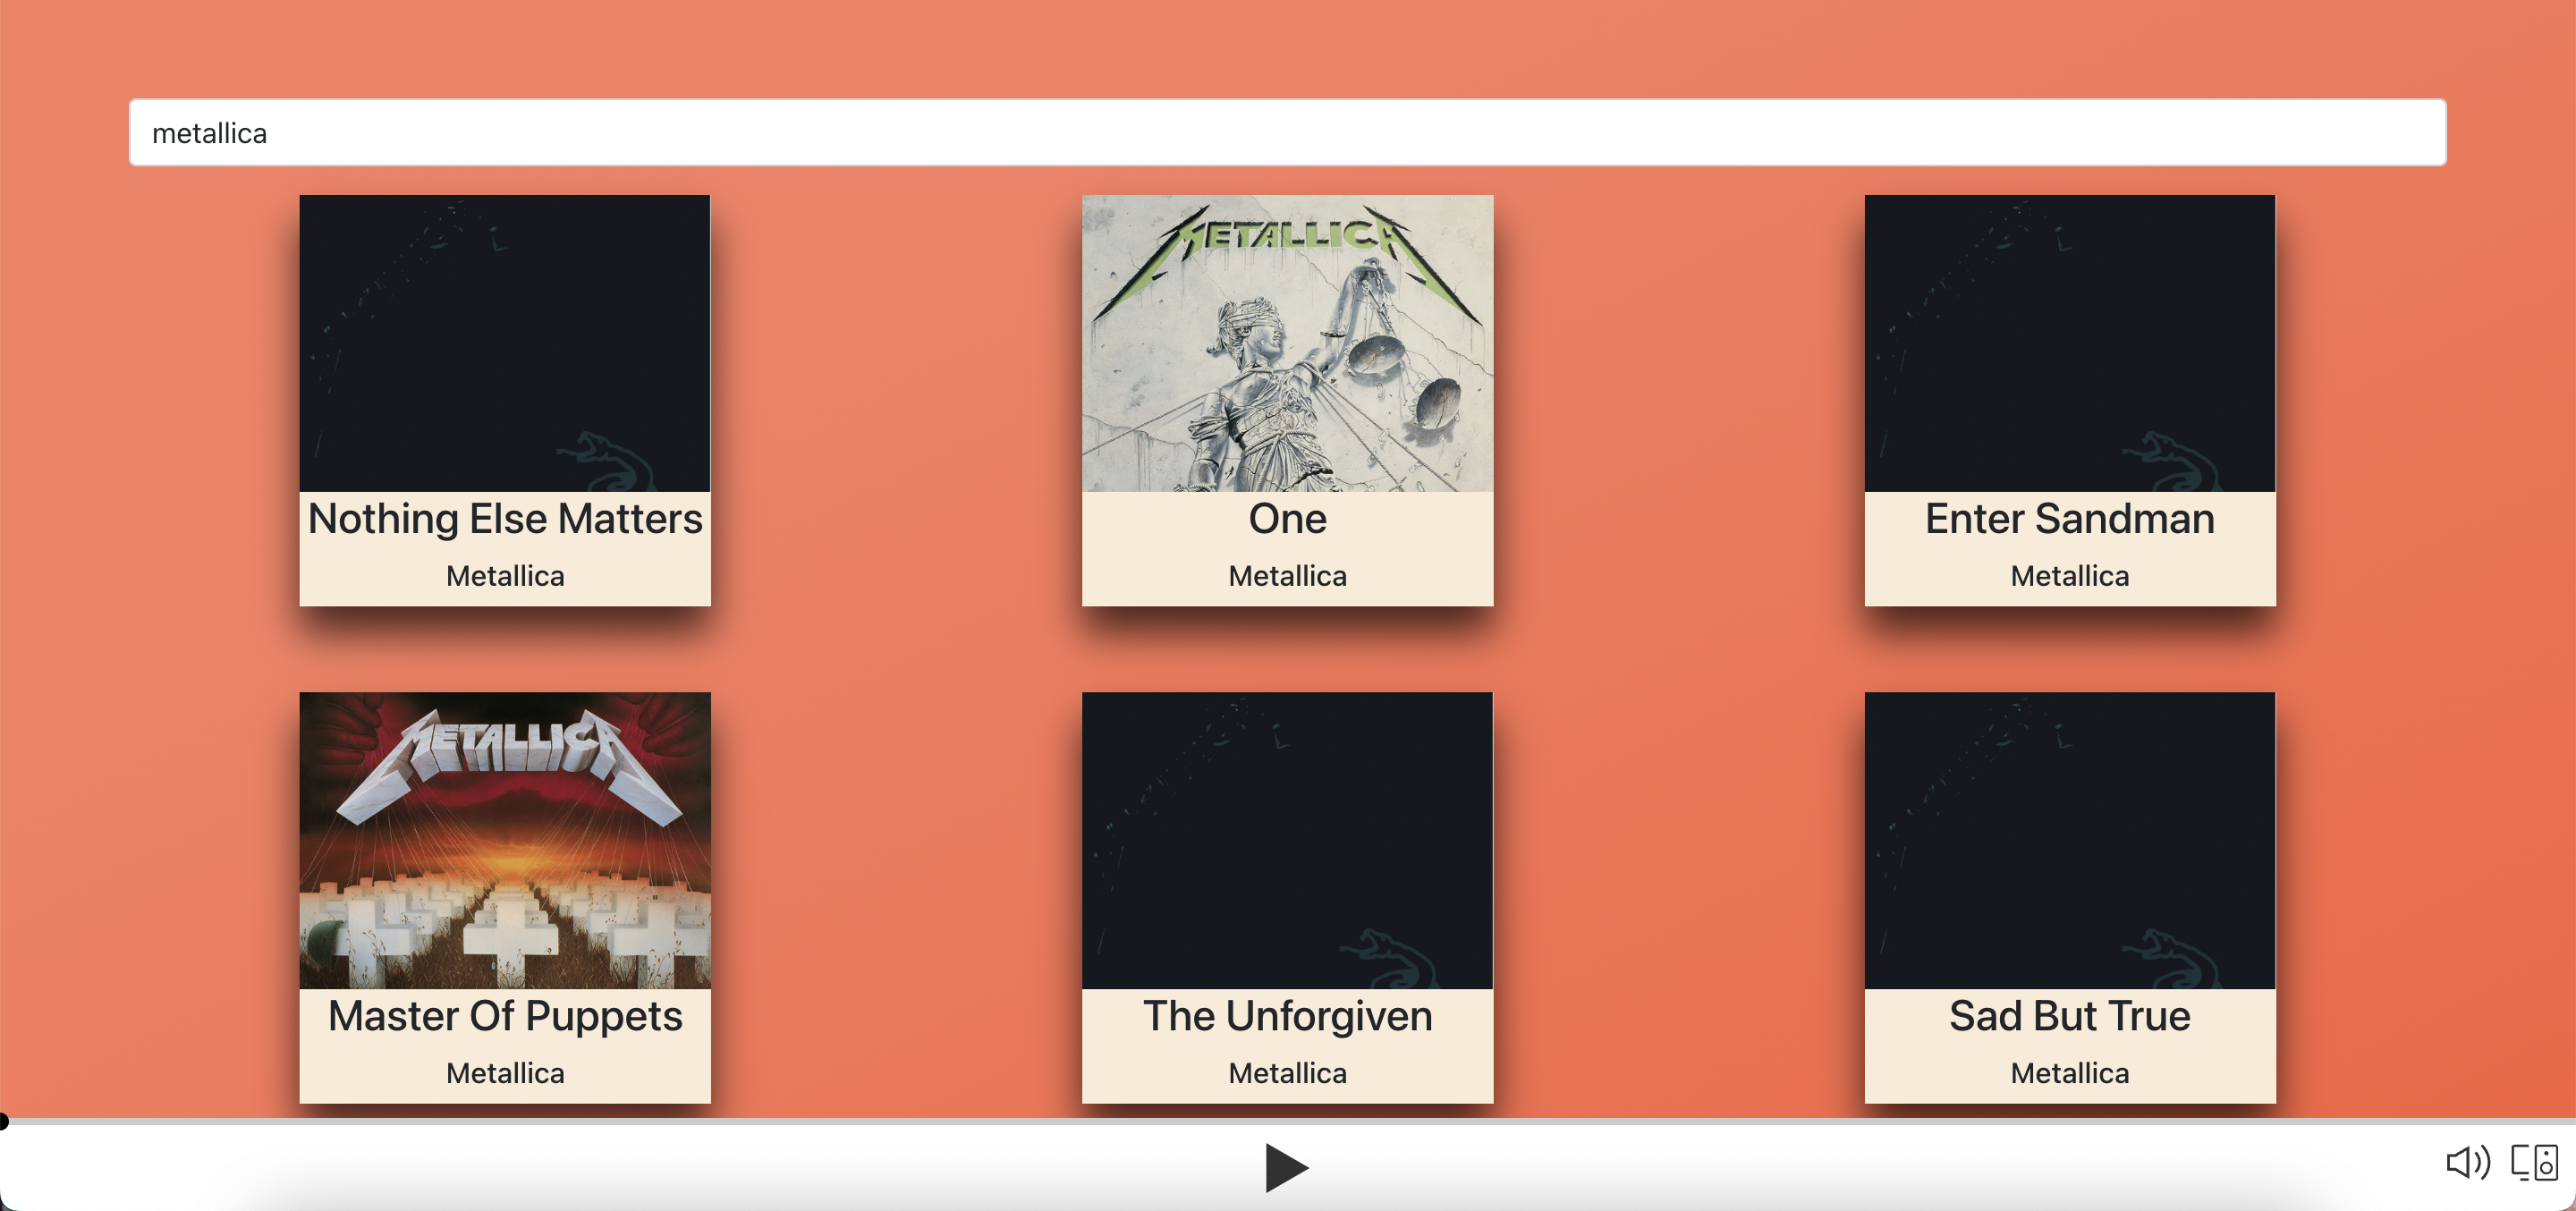 metallica
METALLICA
Nothing Else Matters
Metallica
One
Metallica
Enter Sandman
Metallica
METALLICA
Master Of Puppets
Metallica
The Unforgiven
Metallica
Sad But True
Metallica